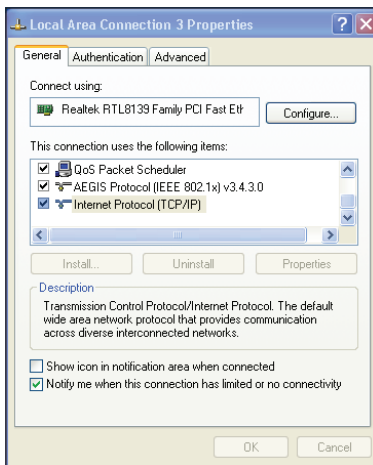 Local Area Connection 3 Properties
General Authentication Advanced
Connect using:
Realtek RTL8139 Family PCI Fast Eth
Configure...
This connection uses the following items:
QoS Packet Scheduler
AEGIS Protocol (IEEE 802.1x) v3.4.3.0
Internet Protocol (TCP/IP)
Install... Uninstall Properties
Description
Transmission Control Protocol/Internet Protocol. The default
wide area network protocol that provides communication
across diverse interconnected networks.
Show icon in notification area when connected
Notify me when this connection has limited or no connectivity
OK Cancel